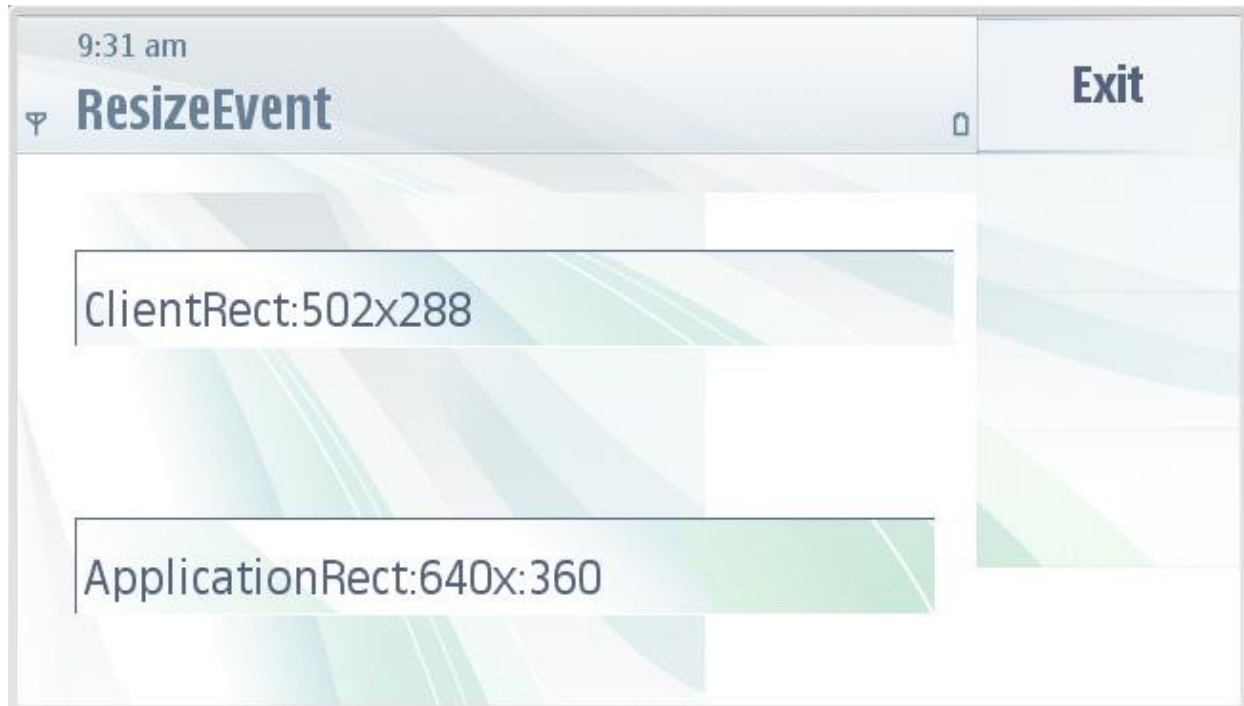 9:31 am
ResizeEvent
Exit
ClientRect:502x288
ApplicationRect:640x:360